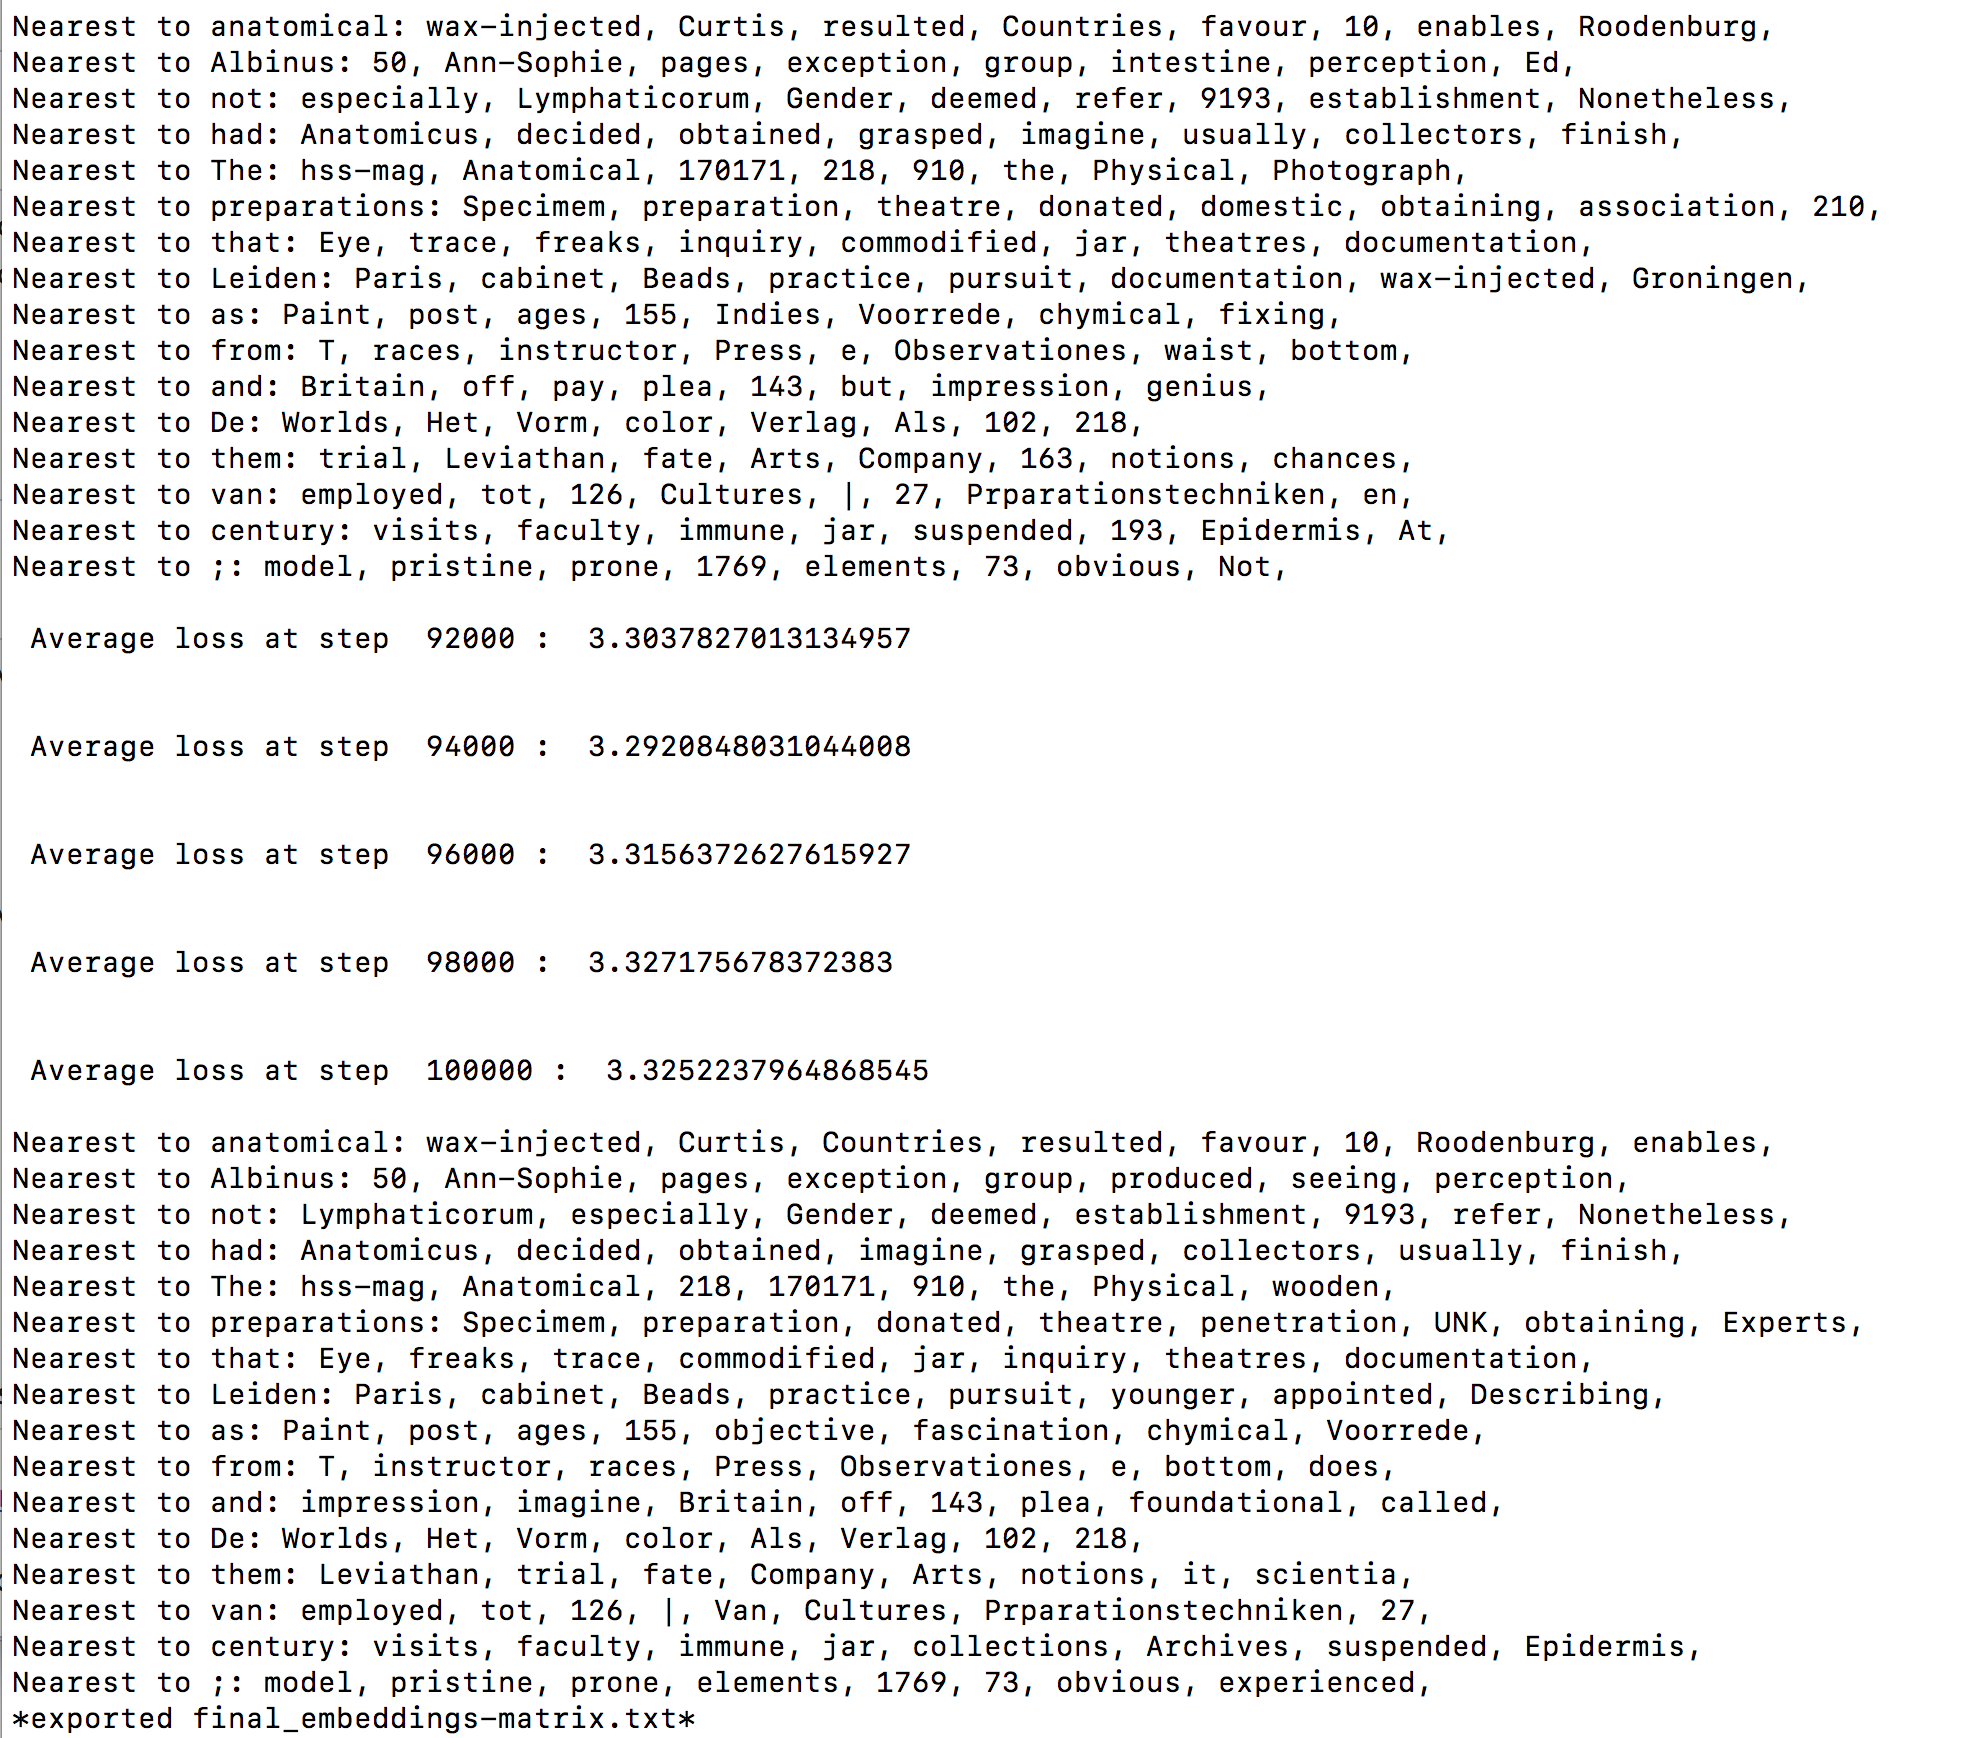 Nearest to anatomical: wax-injected, Curtis, resulted, Countries, favour, 10, enables, Roodenburg,
Nearest to Albinus: 50, Ann-Sophie, pages, exception, group, intestine, perception, Ed,
Nearest to not: especially, Lymphaticorum, Gender, deemed, refer, 9193, establishment, Nonetheless,
Nearest to had: Anatomicus, decided, obtained, grasped, imagine, usually, collectors, finish,
Nearest to The: hss-mag, Anatomical, 170171, 218, 910, the, Physical, Photograph,
Nearest to preparations: Specimem, preparation, theatre, donated, domestic, obtaining, association, 210,
Nearest to that: Eye, trace, freaks, inquiry, commodified, jar, theatres, documentation,
Nearest to Leiden: Paris, cabinet, Beads, practice, pursuit, documentation, wax-injected, Groningen,
Nearest to as: Paint, post, ages, 155, Indies, Voorrede, chymical, fixing,
Nearest to from: T, races, instructor, Press, e, Observationes, waist, bottom,
Nearest to and: Britain, off, pay, plea, 143, but, impression, genius,
Nearest to De: Worlds, Het, Vorm, color, Verlag, Als, 102, 218,
Nearest to them: trial, Leviathan, fate, Arts, Company, 163, notions, chances,
Nearest to van: employed, tot, 126, Cultures, |, 27, Prparationstechniken, en,
Nearest to century: visits, faculty, immune, jar, suspended, 193, Epidermis, At,
Nearest to ;: model, pristine, prone, 1769, elements, 73, obvious, Not,
Average loss at step  92000 :  3.3037827013134957
Average loss at step  94000 :  3.2920848031044008
Average loss at step  96000 :  3.3156372627615927
Average loss at step  98000 :  3.327175678372383
Average loss at step  100000 :  3.3252237964868545
Nearest to anatomical: wax-injected, Curtis, Countries, resulted, favour, 10, Roodenburg, enables,
Nearest to Albinus: 50, Ann-Sophie, pages, exception, group, produced, seeing, perception,
Nearest to not: Lymphaticorum, especially, Gender, deemed, establishment, 9193, refer, Nonetheless,
Nearest to had: Anatomicus, decided, obtained, imagine, grasped, collectors, usually, finish,
Nearest to The: hss-mag, Anatomical, 218, 170171, 910, the, Physical, wooden,
Nearest to preparations: Specimem, preparation, donated, theatre, penetration, UNK, obtaining, Experts,
Nearest to that: Eye, freaks, trace, commodified, jar, inquiry, theatres, documentation,
Nearest to Leiden: Paris, cabinet, Beads, practice, pursuit, younger, appointed, Describing,
Nearest to as: Paint, post, ages, 155, objective, fascination, chymical, Voorrede,
Nearest to from: T, instructor, races, Press, Observationes, e, bottom, does,
Nearest to and: impression, imagine, Britain, off, 143, plea, foundational, called,
Nearest to De: Worlds, Het, Vorm, color, Als, Verlag, 102, 218,
Nearest to them: Leviathan, trial, fate, Company, Arts, notions, it, scientia,
Nearest to van: employed, tot, 126, |, Van, Cultures, Prparationstechniken, 27,
Nearest to century: visits, faculty, immune, jar, collections, Archives, suspended, Epidermis,
Nearest to ;: model, pristine, prone, elements, 1769, 73, obvious, experienced,
*exported final_embeddings-matrix.txt*